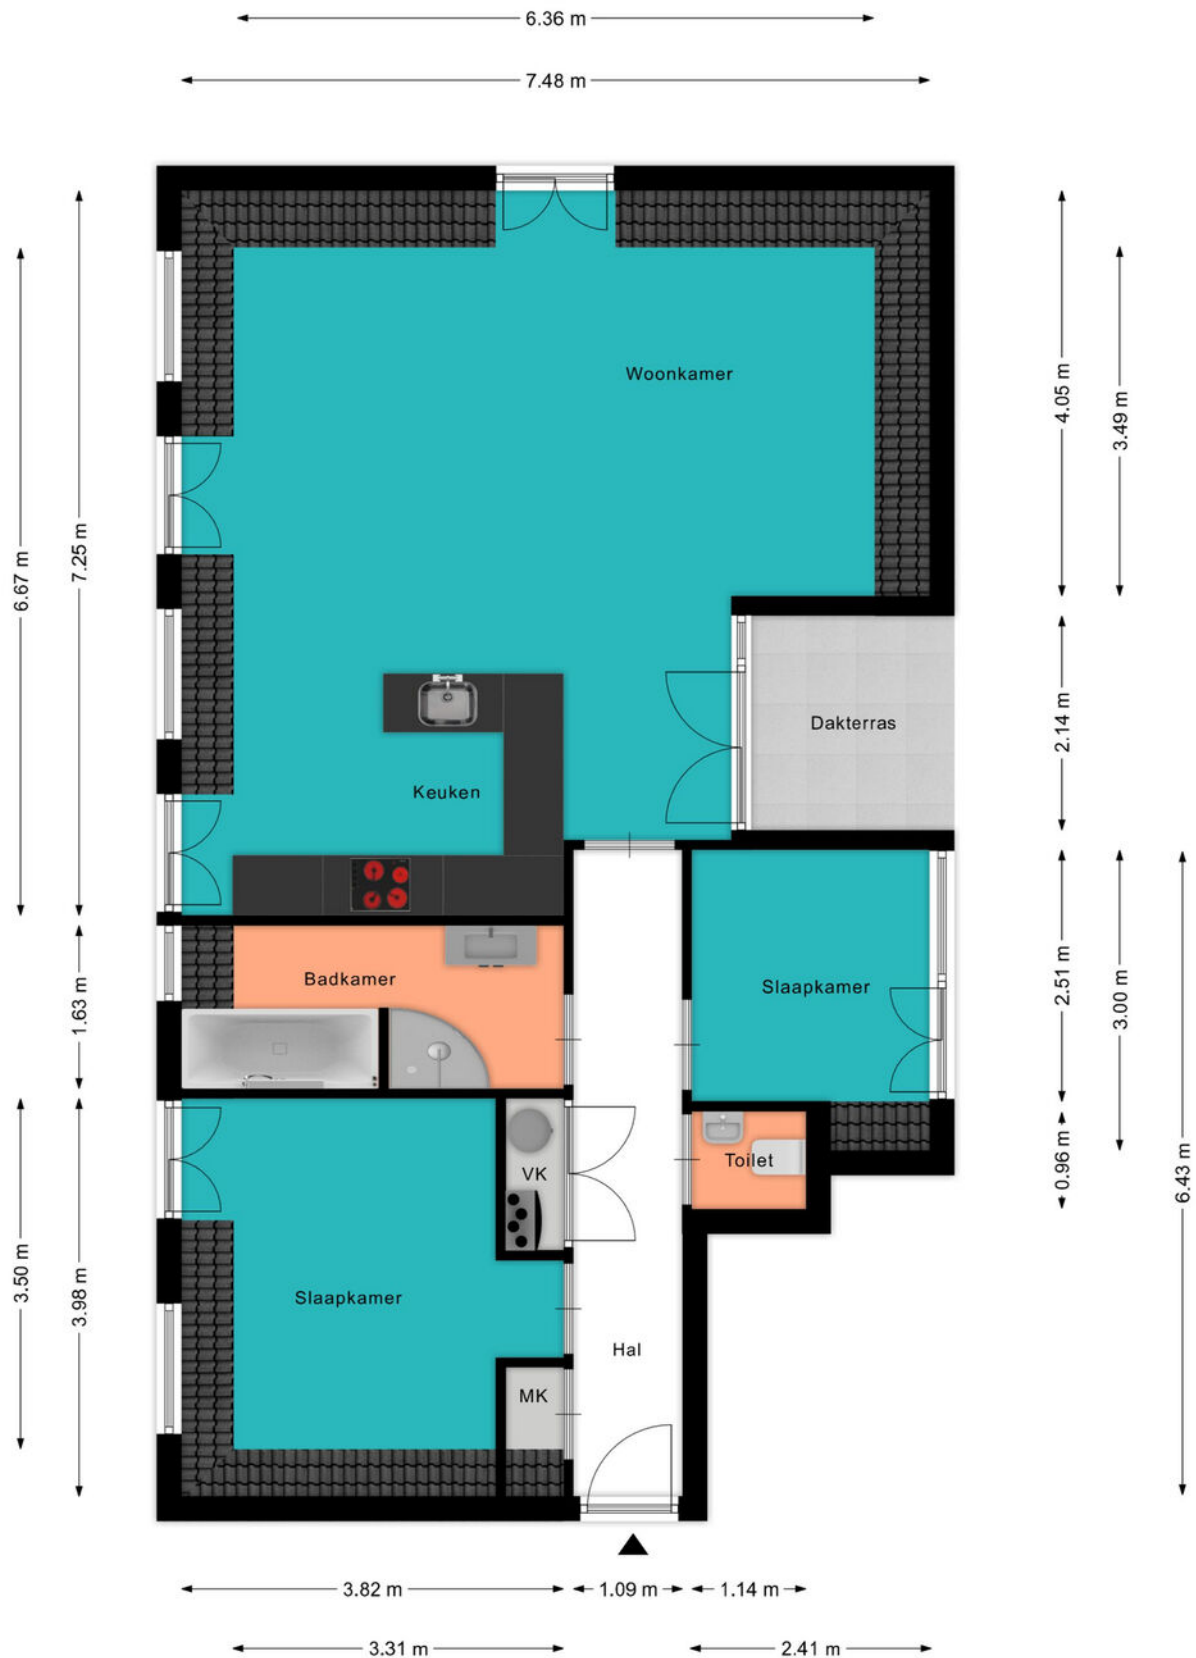 6.36 m
7.48 m
Woonkamer
4.05 m
3.49 m
6.67 m
7.25 m
Dakterras
2.14 m
Keuken
Badkamer
Slaapkamer
1.63 m
2.51 m
3.00 m
6.43 m
VK
Toilet
0.96 m
3.50 m
3.98 m
Slaapkamer
Hal
MK
3.82 m
1.09 m
1.14 m
3.31 m
2.41 m